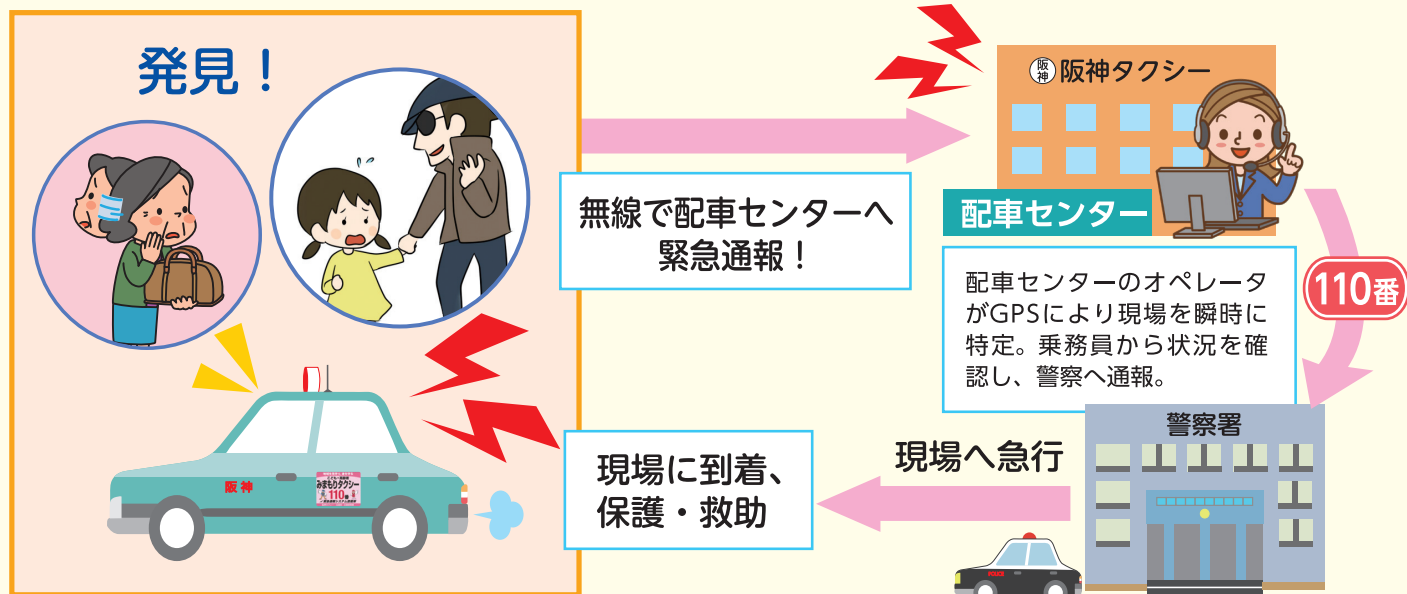 発見！
無線で配車センターへ
緊急通報！
阪神
阪神タクシー
配車センター
配車センターのオペレータ
がGPSにより現場を瞬時に
特定。乗務員から状況を確
認し、警察へ通報。
110番
警察署
現場へ急行
POLICE
現場に到着、
保護・救助
阪神
みまもりタクシー
110番